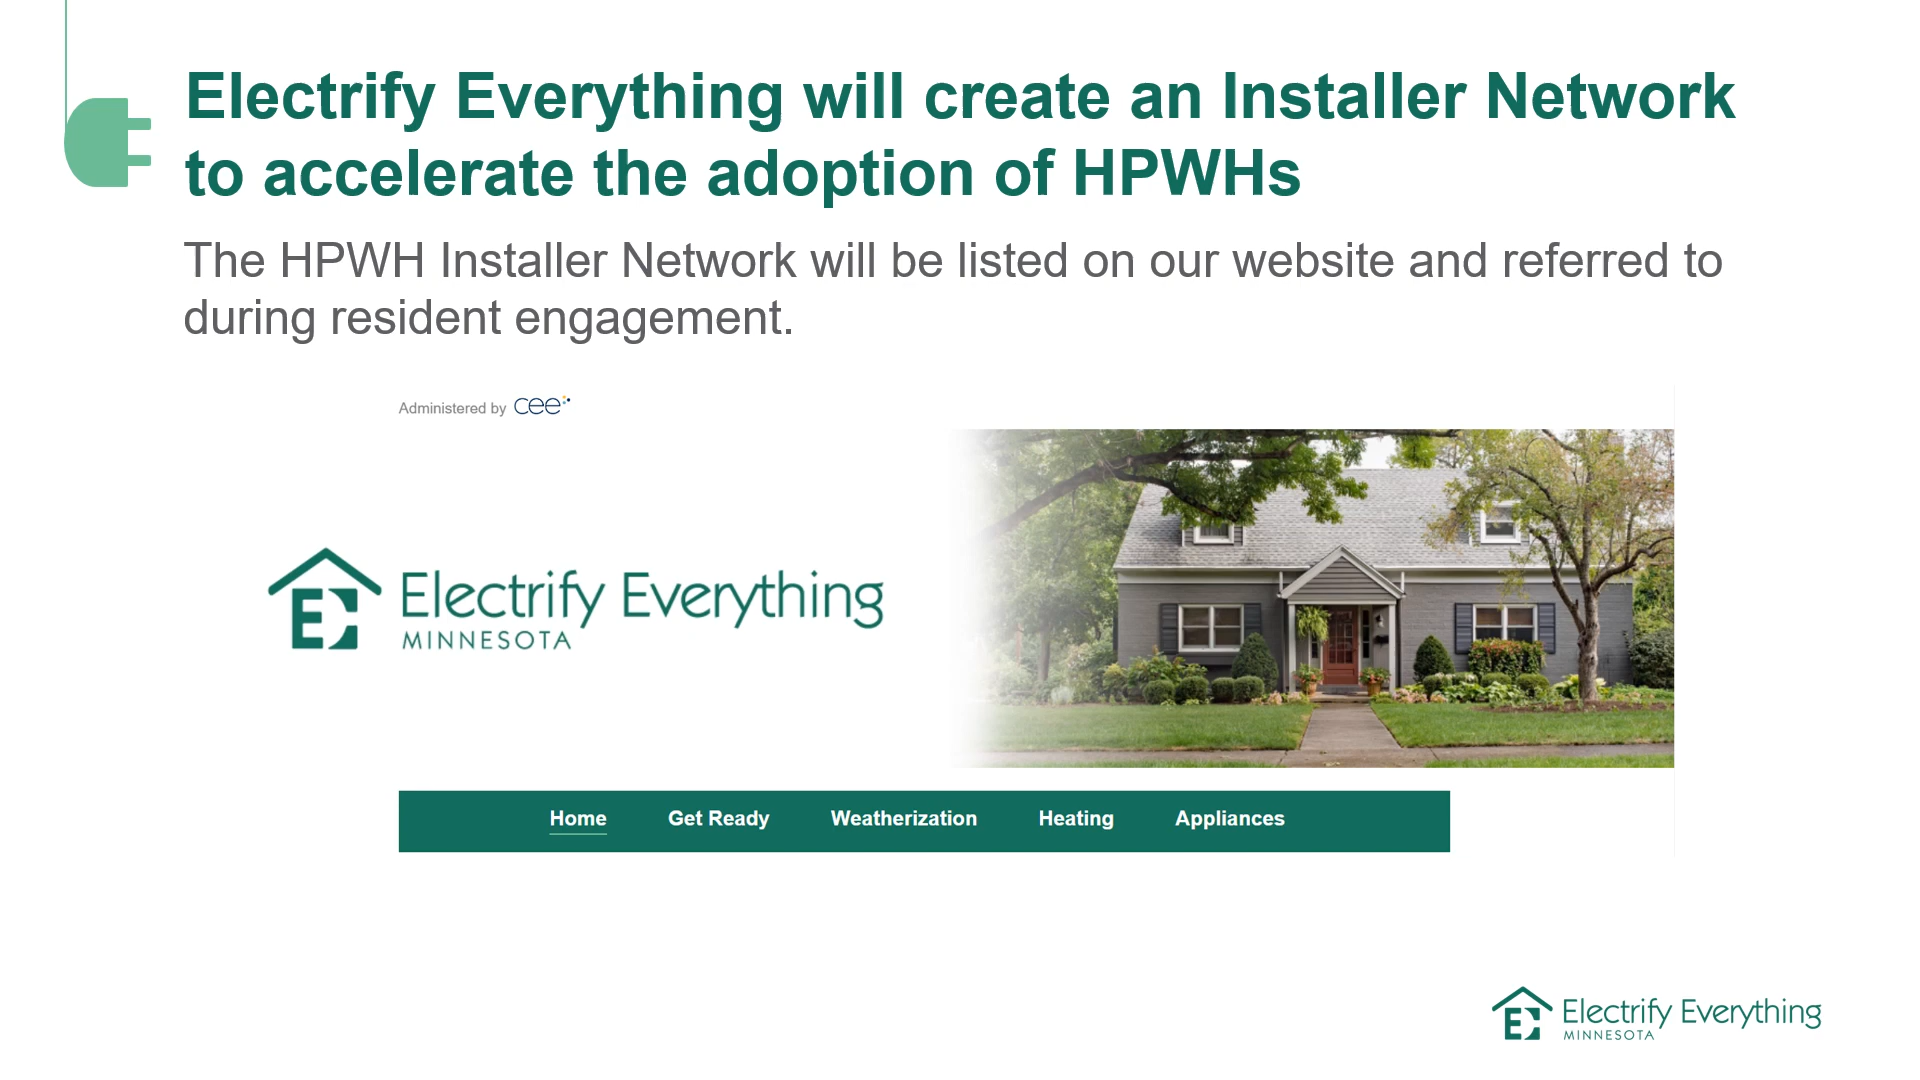 Electrify Everything will create an Installer Network
to accelerate the adoption of HPWHs
The HPWH Installer Network will be listed on our website and referred to
during resident engagement.
Administered by cee
Electrify Everything
MINNESOTA
Home Get Ready Weatherization Heating Appliances
Electrify Everything
MINNESOTA